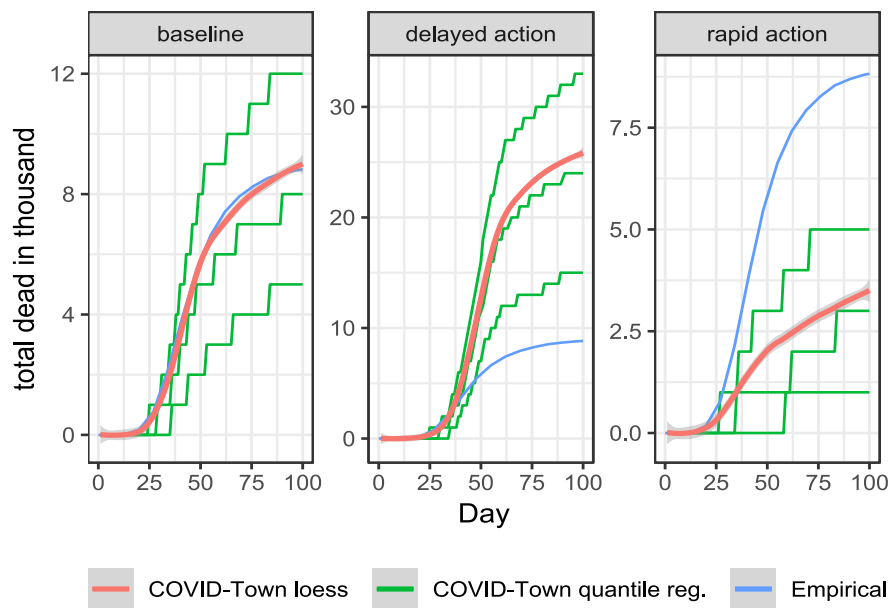 baseline
delayed action
rapid action
total dead in thousand
12
8
4
0
30
20
10
0
7.5
5.0
2.5
0.0
0 25 50 75 100
0 25 50 75 100
0 25 50 75 100
Day
COVID-Town loess
COVID-Town quantile reg.
Empirical